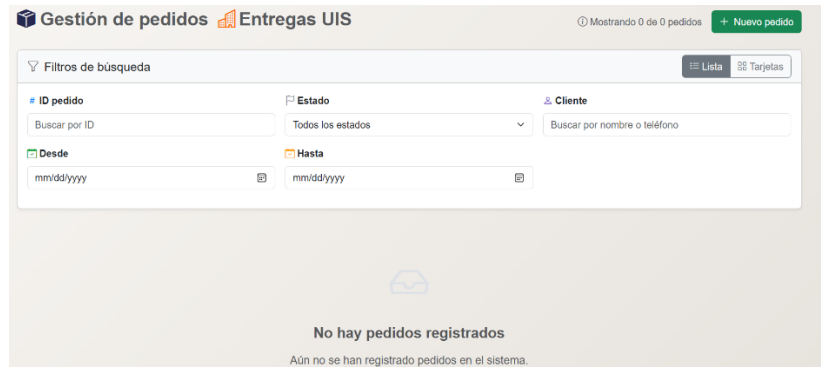 Gestión de pedidos Entregas UIS
Mostrando 0 de 0 pedidos
+ Nuevo pedido
Filtros de búsqueda
Lista
Tarjetas
# ID pedido
Estado
Cliente
Buscar por ID
Todos los estados
Buscar por nombre o teléfono
Desde
Hasta
mm/dd/yyyy
mm/dd/yyyy
No hay pedidos registrados
Aún no se han registrado pedidos en el sistema.